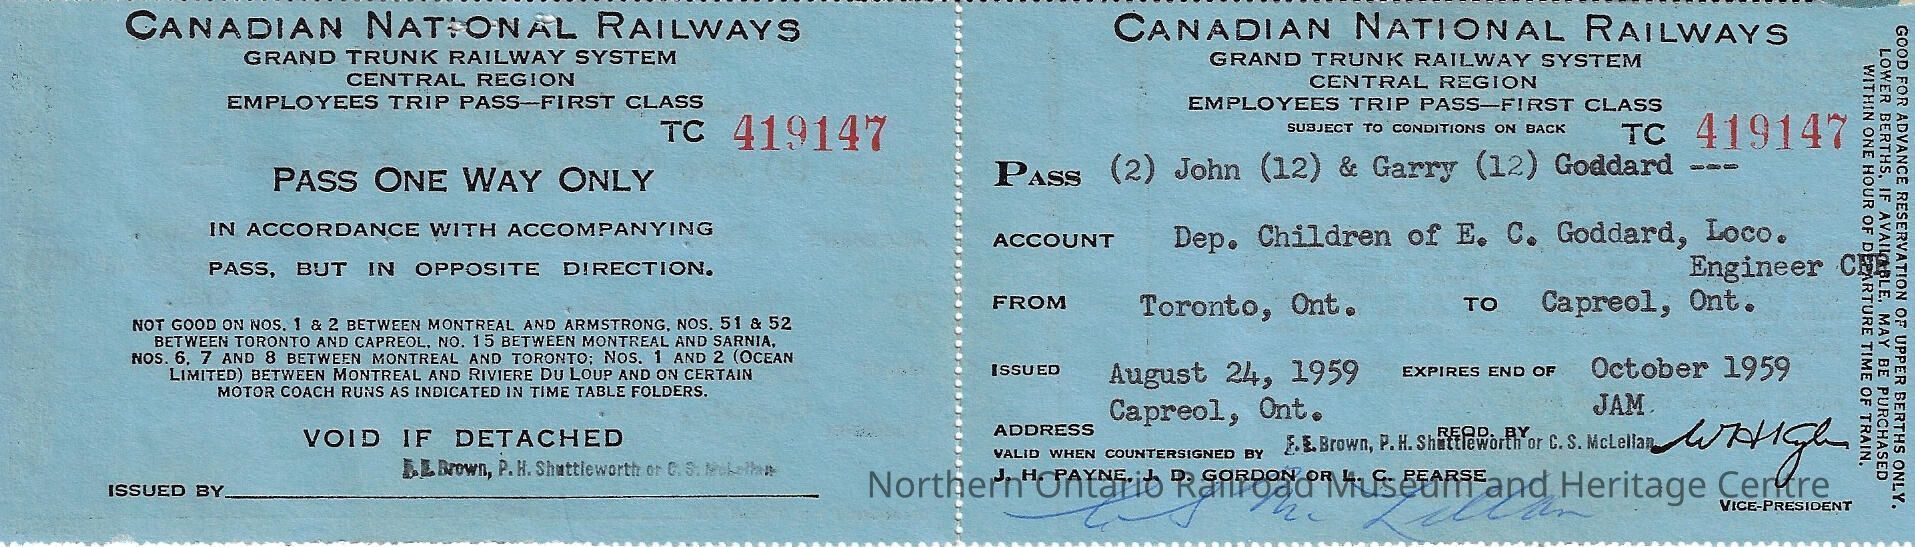 CANADIAN NATIONAL RAILWAYS
GRAND TRUNK RAILWAY SYSTEM
CENTRAL REGION
EMPLOYEES TRIP PASS—FIRST CLASS
TC 419147
PASS ONE WAY ONLY
IN ACCORDANCE WITH ACCOMPANYING
PASS, BUT IN OPPOSITE DIRECTION.
NOT GOOD ON NOS. 1 & 2 BETWEEN MONTREAL AND ARMSTRONG, NOS. 51 & 52
BETWEEN TORONTO AND CAPREOL, NO. 15 BETWEEN MONTREAL AND SARNIA,
NOS. 6, 7 AND 8 BETWEEN MONTREAL AND TORONTO; NOS. 1 AND 2 (OCEAN
LIMITED) BETWEEN MONTREAL AND RIVIERE DU LOUP AND ON CERTAIN
MOTOR COACH RUNS AS INDICATED IN TIME TABLE FOLDERS.
VOID IF DETACHED
E.E. Brown, P. H. Shuttleworth or C. S. McLellan
ISSUED BY
CANADIAN NATIONAL RAILWAYS
GRAND TRUNK RAILWAY SYSTEM
CENTRAL REGION
EMPLOYEES TRIP PASS—FIRST CLASS
SUBJECT TO CONDITIONS ON BACK TC 419147
PASS (2) John (12) & Garry (12) Goddard ---
ACCOUNT Dep. Children of E. C. Goddard, Loco.
Engineer CNR
FROM Toronto, Ont. TO Capreol, Ont.
ISSUED August 24, 1959 EXPIRES END OF October 1959
Capreol, Ont. JAM
ADDRESS REQD. BY
VALID WHEN COUNTERSIGNED BY E.E. Brown, P. H. Shuttleworth or C. S. McLellan
J. H. PAYNE, J. D. GORDON OR L. C. PEARSE
C S McLellan
VICE-PRESIDENT
GOOD FOR ADVANCE RESERVATION OF UPPER BERTHS ONLY.
LOWER BERTHS, IF AVAILABLE, MAY BE PURCHASED
WITHIN ONE HOUR OF DEPARTURE TIME OF TRAIN.
Northern Ontario Railroad Museum and Heritage Centre